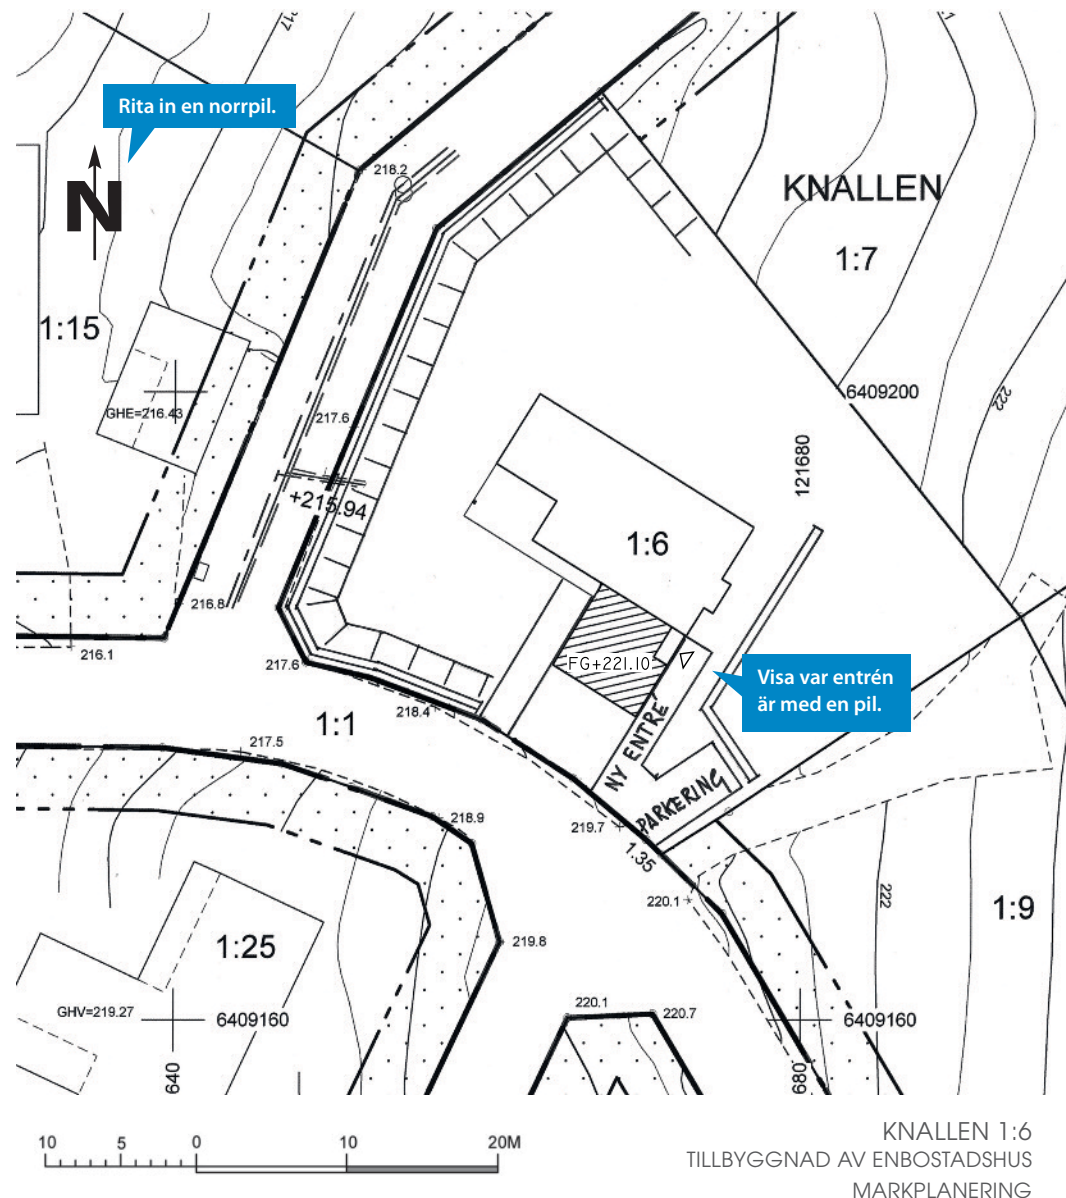 217
Rita in en norrpil.
N
218.2
KNALLEN
1:7
1:15
GHE=216.43
217.6
6409200
222
121680
+215.94
1:6
216.8
216.1
217.6
FG+221.10
Visa var entrén
är med en pil.
218.4
1:1
NY ENTRÉ
217.5
PARKERING
218.9
219.7
1.35
220.1
222
1:9
1:25
219.8
GHV=219.27
6409160
220.1
220.7
6409160
640
680
10 5 0 10 20M
KNALLEN 1:6
TILLBYGGNAD AV ENBOSTADSHUS
MARKPLANERING